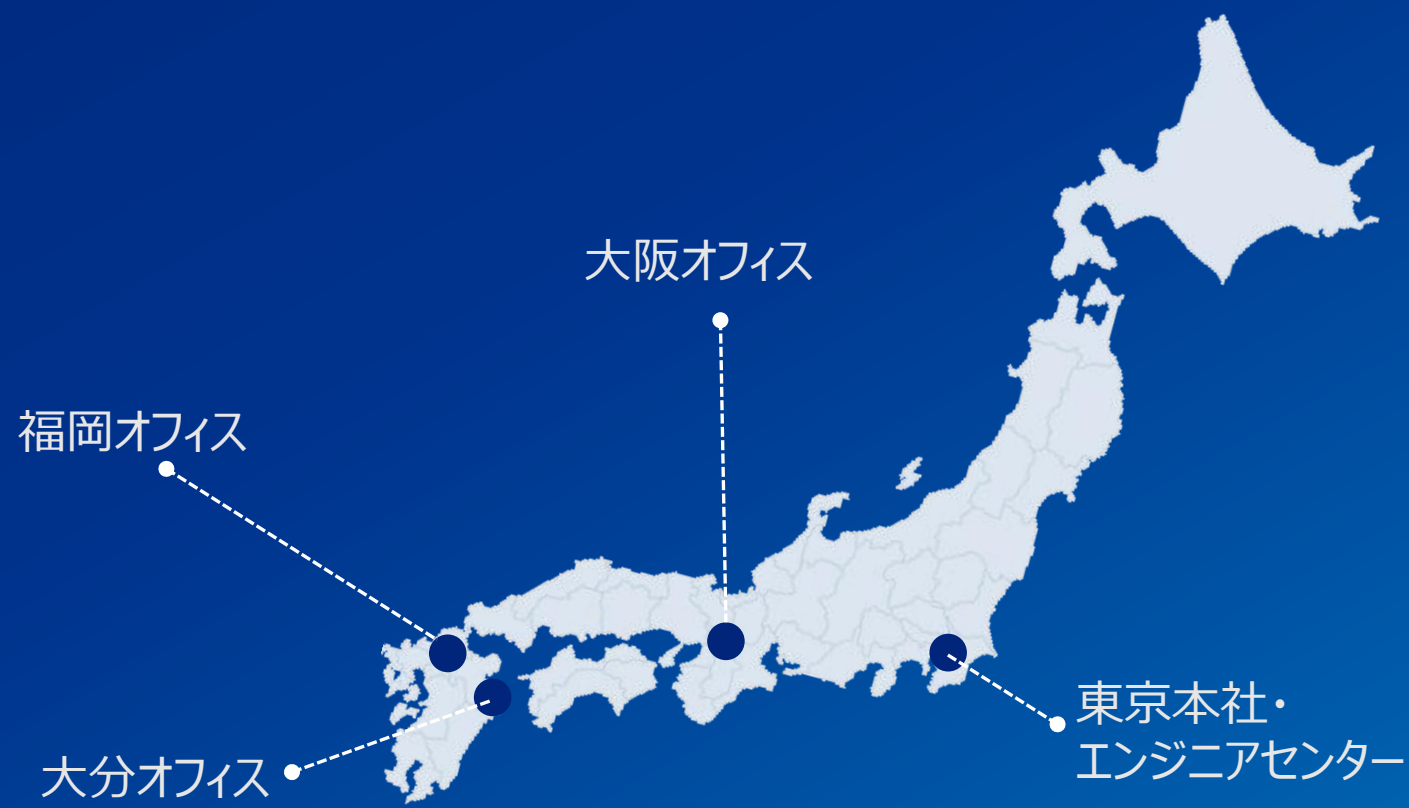 大阪オフィス
福岡オフィス
東京本社・
エンジニアセンター
大分オフィス